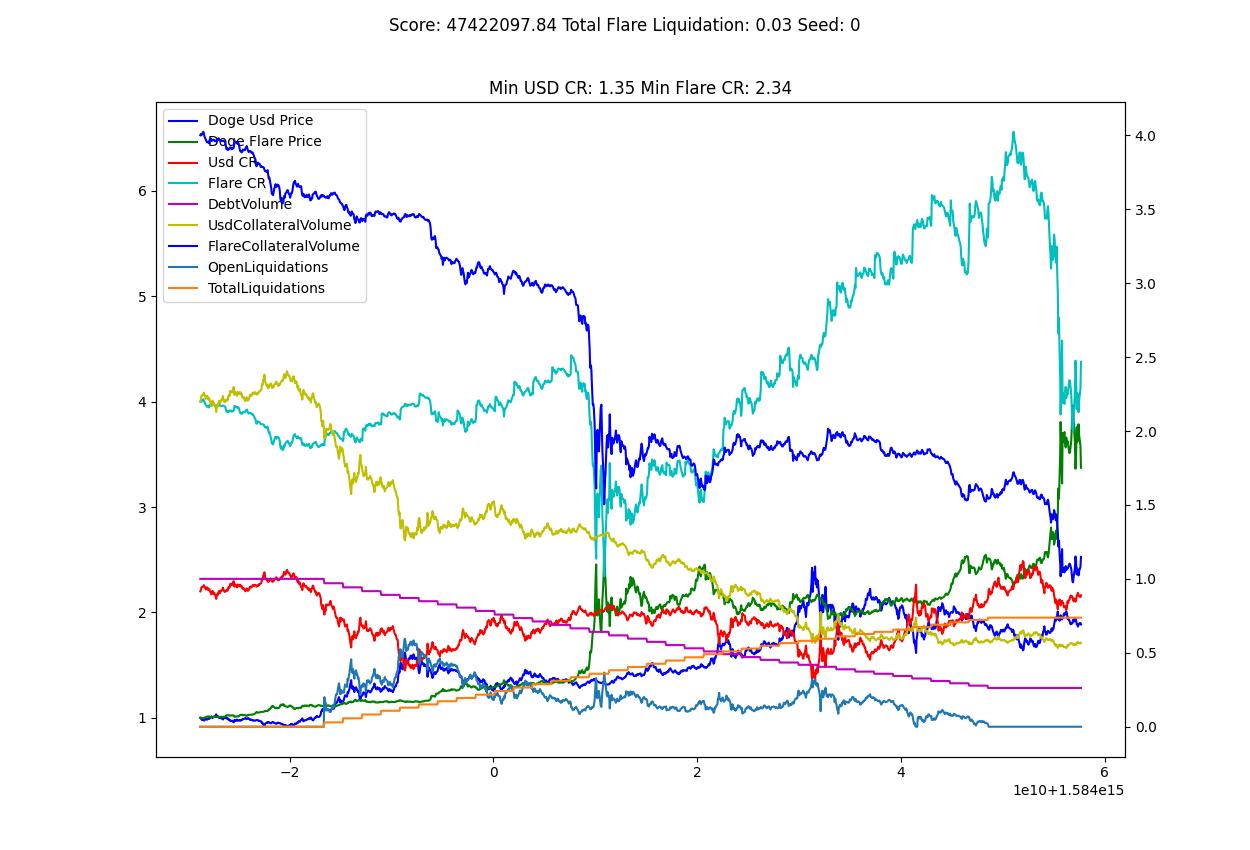 Score: 47422097.84 Total Flare Liquidation: 0.03 Seed: 0
Min USD CR: 1.35 Min Flare CR: 2.34
Doge Usd Price
Doge Flare Price
Usd CR
Flare CR
DebtVolume
UsdCollateralVolume
FlareCollateralVolume
OpenLiquidations
TotalLiquidations
6
5
4
3
2
1
4.0
3.5
3.0
2.5
2.0
1.5
1.0
0.5
0.0
−2 0 2 4 6
1e10+1.584e15